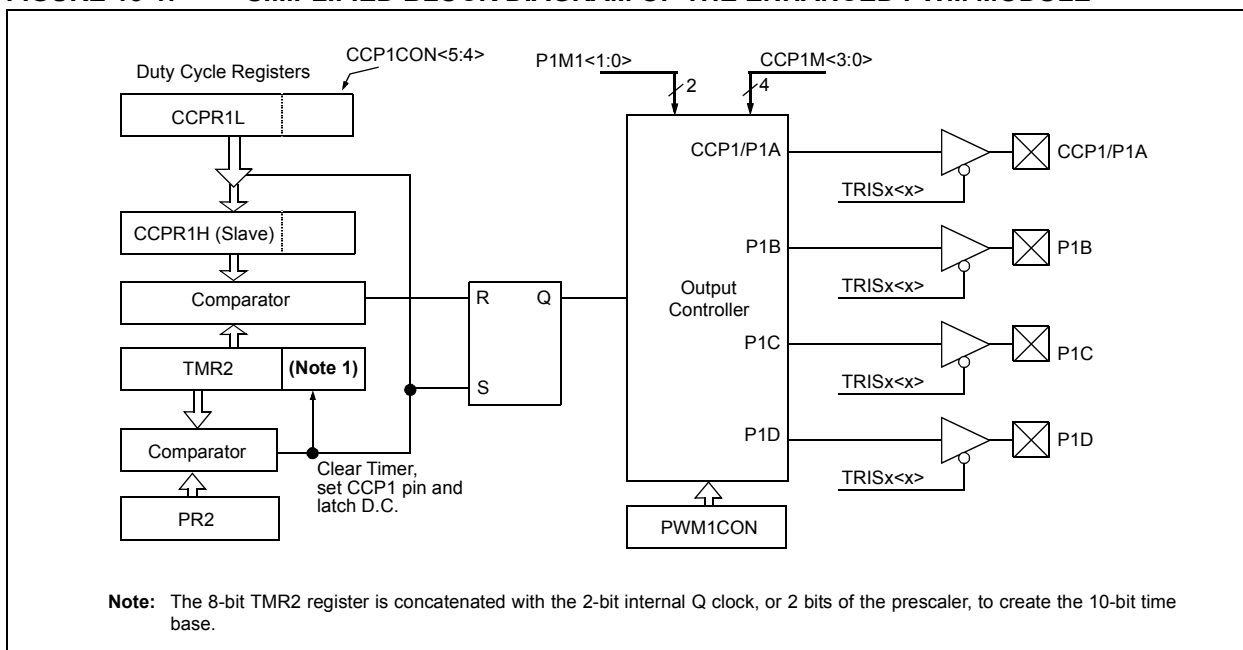 Duty Cycle Registers
CCP1CON<5:4>
CCPR1L
CCPR1H (Slave)
Comparator
TMR2
(Note 1)
Comparator
PR2
Clear Timer,
set CCP1 pin and
latch D.C.
R
Q
S
P1M1<1:0>
2
CCP1M<3:0>
4
Output
Controller
CCP1/P1A
P1B
P1C
P1D
PWM1CON
TRISx<x>
CCP1/P1A
TRISx<x>
P1B
TRISx<x>
P1C
TRISx<x>
P1D
Note: The 8-bit TMR2 register is concatenated with the 2-bit internal Q clock, or 2 bits of the prescaler, to create the 10-bit time
base.